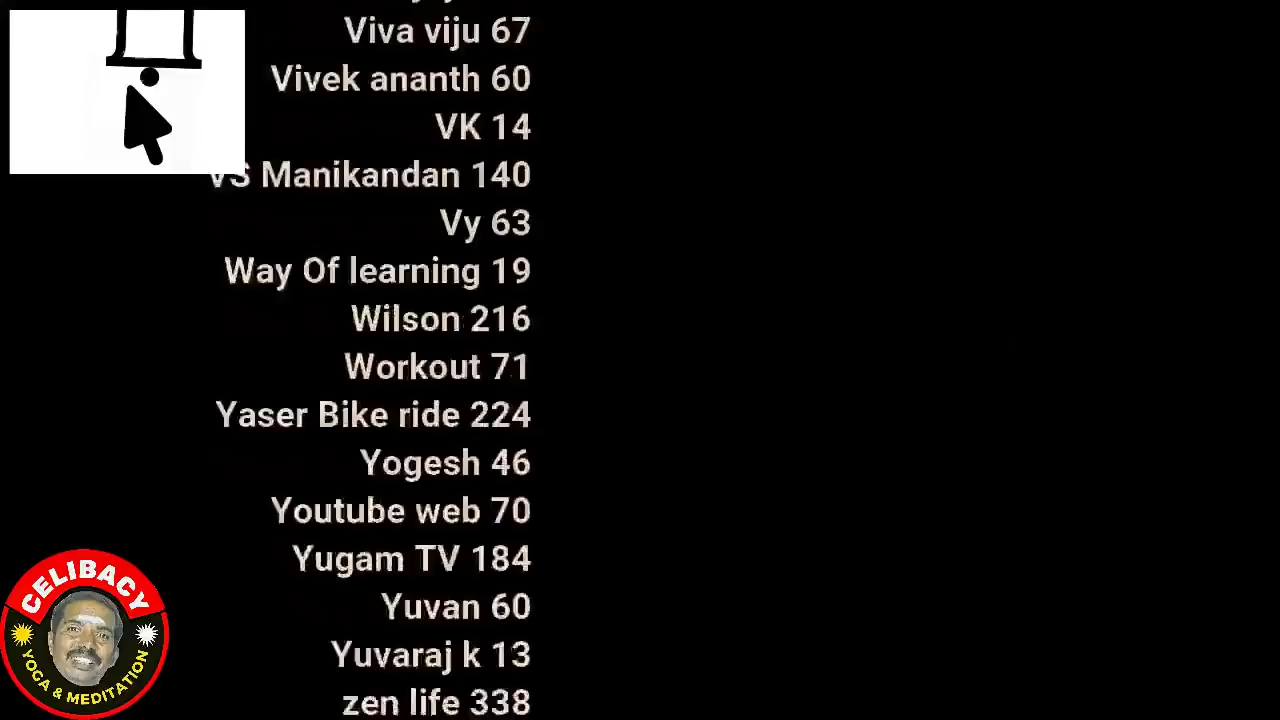 Viva viju 67
Vivek ananth 60
VK 14
VS Manikandan 140
Vy 63
Way Of learning 19
Wilson 216
Workout 71
Yaser Bike ride 224
Yogesh 46
Youtube web 70
Yugam TV 184
Yuvan 60
Yuvaraj k 13
zen life 338
CELIBACY
YOGA & MEDITATION